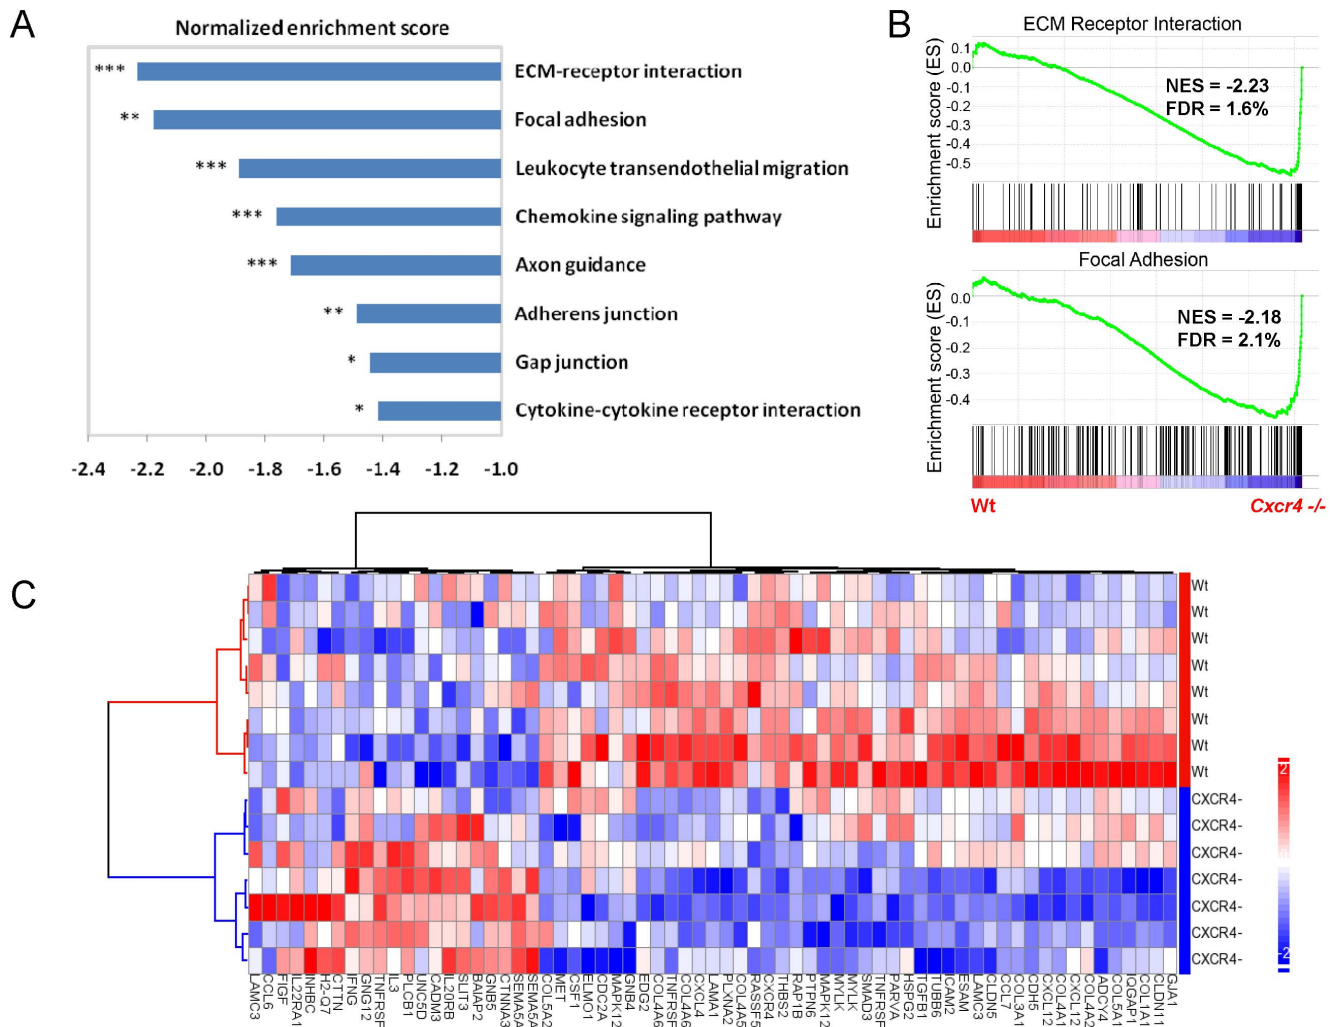 A
Normalized enrichment score
*** ECM-receptor interaction
** Focal adhesion
*** Leukocyte transendothelial migration
*** Chemokine signaling pathway
*** Axon guidance
** Adherens junction
* Gap junction
* Cytokine-cytokine receptor interaction
-2.4 -2.2 -2.0 -1.8 -1.6 -1.4 -1.2 -1.0
B
ECM Receptor Interaction
Enrichment score (ES)
0.1
0.0
-0.1
-0.2
-0.3
-0.4
-0.5
NES = -2.23
FDR = 1.6%
Focal Adhesion
Enrichment score (ES)
0.0
-0.1
-0.2
-0.3
-0.4
NES = -2.18
FDR = 2.1%
Wt Cxcr4 -/-
C
Wt
Wt
Wt
Wt
Wt
Wt
Wt
Wt
CXCR4-
CXCR4-
CXCR4-
CXCR4-
CXCR4-
CXCR4-
CXCR4-
2
-2
LAMC3
CCL6
FIGF
IL22RA1
INHBC
H2-Q7
CTTN
IFNG
GNG12
TNFRSF
IL3
PLCB1
UNC5D
CADM3
IL20RB
SLIT3
BAIAP2
GNB5
CTNNA3
SEMA5A
SEMA5A
COL5A2
MET
CSF1
ELMO1
CDC2A
MAPK12
GNB4
EDG2
COL4A6
TNFRSF
COL4A6
CXCL4
LAMA1
PLXNA2
COL4A5
RASSF5
CXCR4
THBS2
RAP1B
PTPN6
MAPK12
MYLK
MYLK
SMAD3
TNFRSF
PARVA
HSPG2
TGFB1
TUBB6
ICAM2
ESAM
LAMC3
CLDN5
CCL7
COL3A1
CDH5
CXCL12
COL4A1
CXCL12
COL4A2
ADCY4
COL5A1
IQGAP1
COL1A1
CLDN11
GJA1